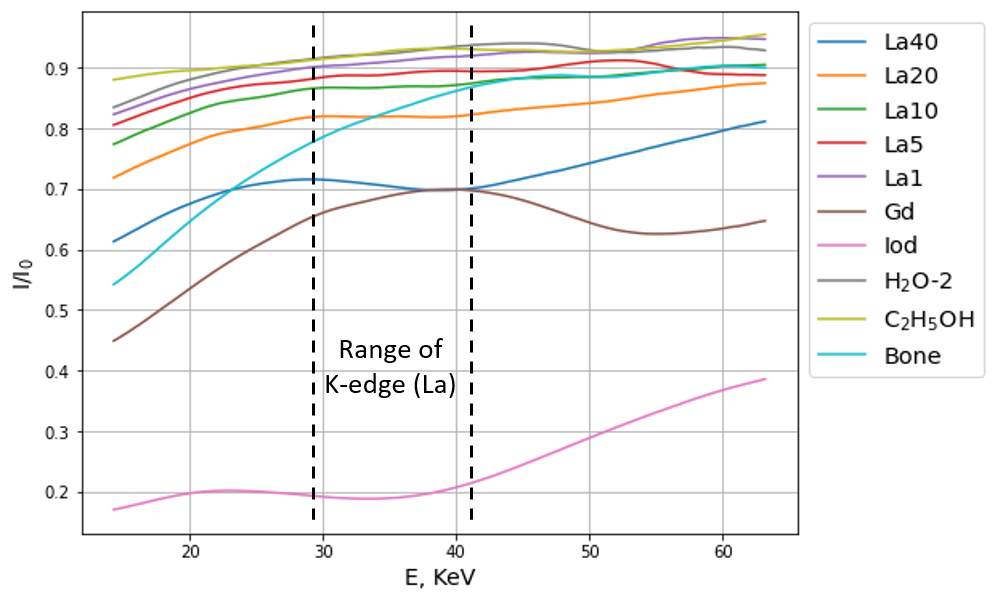 0.9
0.8
0.7
0.6
0.5
0.4
0.3
0.2
I/I₀
20
30
40
50
60
E, KeV
Range of
K-edge (La)
La40
La20
La10
La5
La1
Gd
Iod
H₂O-2
C₂H₅OH
Bone